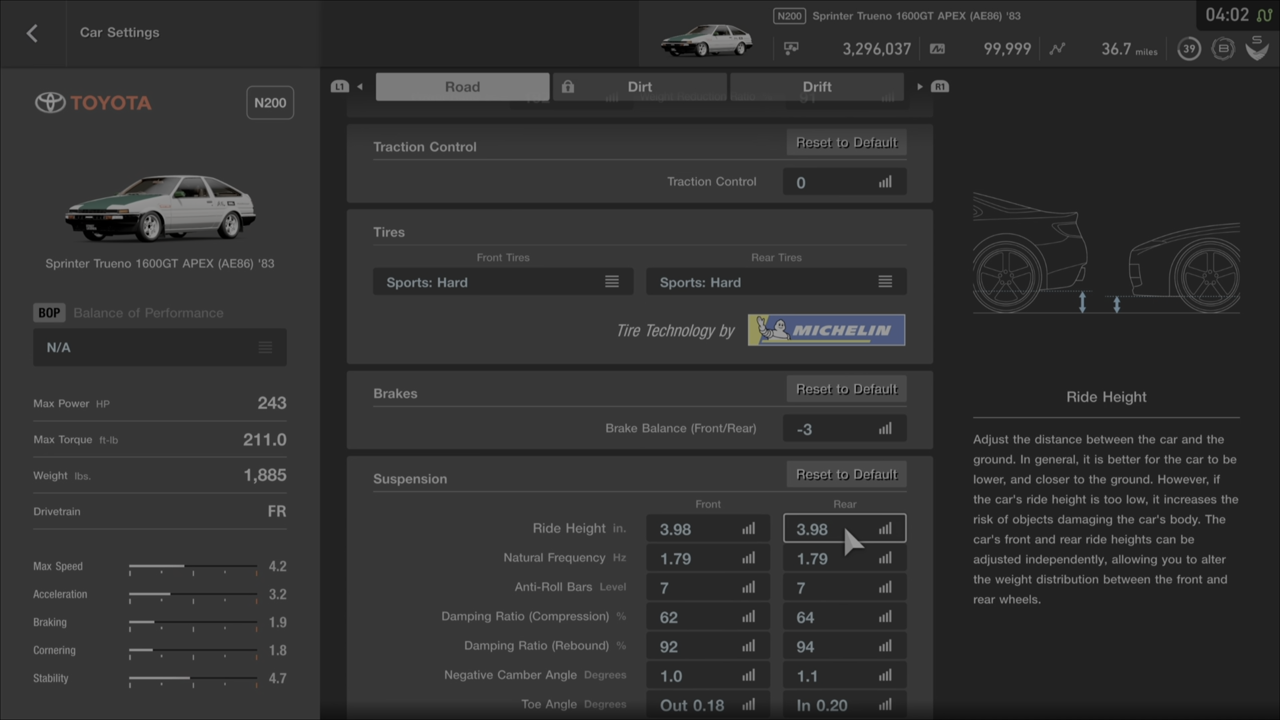 Car Settings
N200 Sprinter Trueno 1600GT APEX (AE86) '83
04:02
3,296,037 99,999 36.7 miles 39 B S
TOYOTA N200
Sprinter Trueno 1600GT APEX (AE86) '83
BOP Balance of Performance
N/A
Max Power HP 243
Max Torque ft-lb 211.0
Weight lbs. 1,885
Drivetrain FR
Max Speed 4.2
Acceleration 3.2
Braking 1.9
Cornering 1.8
Stability 4.7
L1 Road Dirt Drift R1
Traction Control Reset to Default
Traction Control 0
Tires
Front Tires Rear Tires
Sports: Hard Sports: Hard
Tire Technology by MICHELIN
Brakes Reset to Default
Brake Balance (Front/Rear) -3
Suspension Reset to Default
Front Rear
Ride Height in. 3.98 3.98
Natural Frequency Hz 1.79 1.79
Anti-Roll Bars Level 7 7
Damping Ratio (Compression) % 62 64
Damping Ratio (Rebound) % 92 94
Negative Camber Angle Degrees 1.0 1.1
Toe Angle Degrees Out 0.18 In 0.20
Ride Height
Adjust the distance between the car and the
ground. In general, it is better for the car to be
lower, and closer to the ground. However, if
the car's ride height is too low, it increases the
risk of objects damaging the car's body. The
car's front and rear ride heights can be
adjusted independently, allowing you to alter
the weight distribution between the front and
rear wheels.